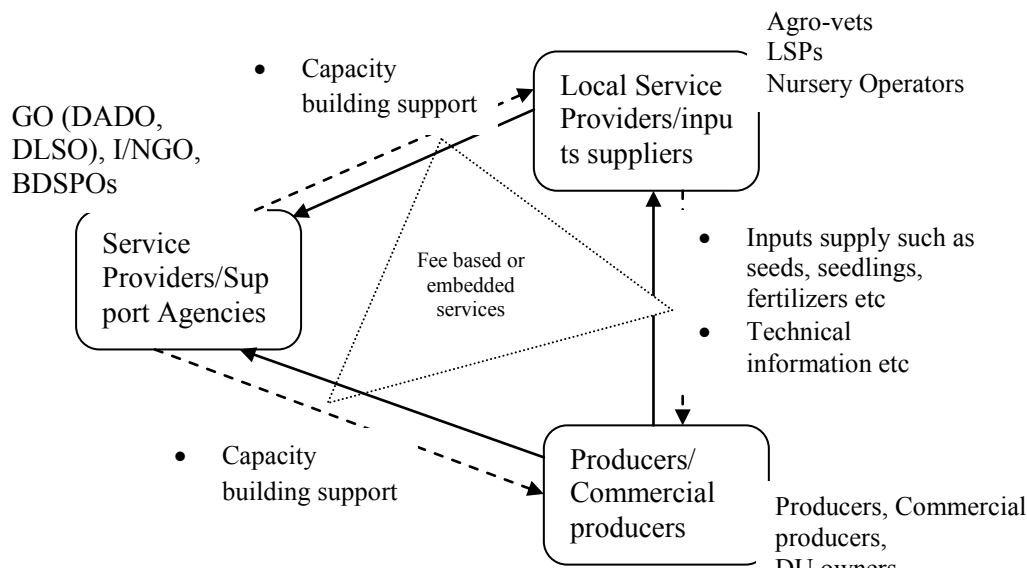 Agro-vets
LSPs
Nursery Operators
• Capacity
building support
Local Service
Providers/inpu
ts suppliers
GO (DADO,
DLSO), I/NGO,
BDSPOs
Service
Providers/Sup
port Agencies
Fee based or
embedded
services
• Inputs supply such as
seeds, seedlings,
fertilizers etc
• Technical
information etc
• Capacity
building support
Producers/
Commercial
producers
Producers, Commercial
producers,
DU owners